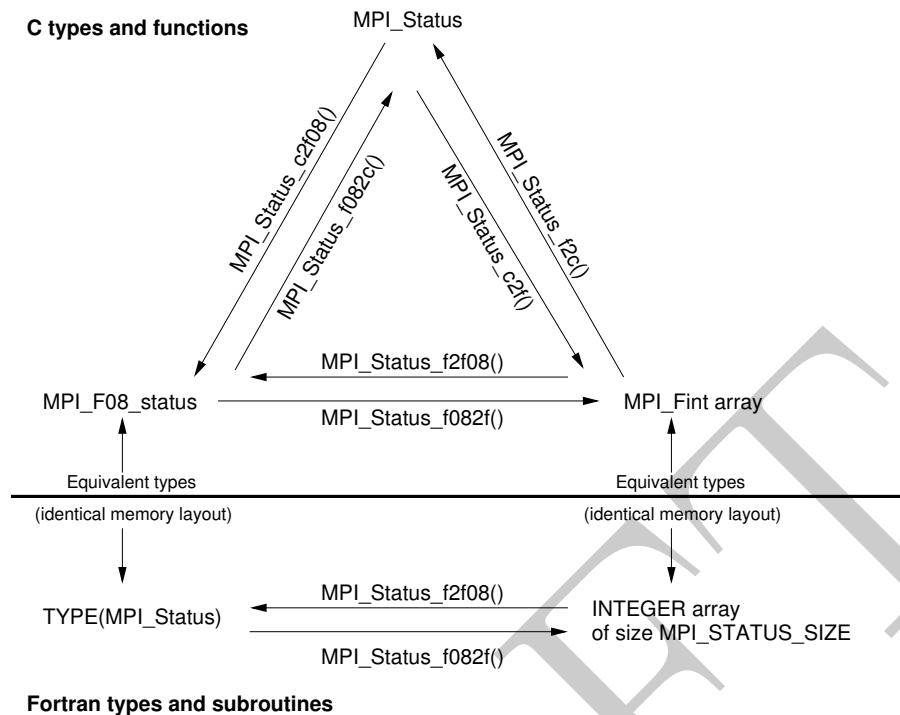 C types and functions
MPI_Status
MPI_Status_c2f08()
MPI_Status_f082c()
MPI_Status_c2f()
MPI_Status_f2c()
MPI_Status_f2f08()
MPI_F08_status
MPI_Fint array
MPI_Status_f082f()
Equivalent types
Equivalent types
(identical memory layout)
(identical memory layout)
MPI_Status_f2f08()
TYPE(MPI_Status)
INTEGER array
of size MPI_STATUS_SIZE
MPI_Status_f082f()
Fortran types and subroutines
FT